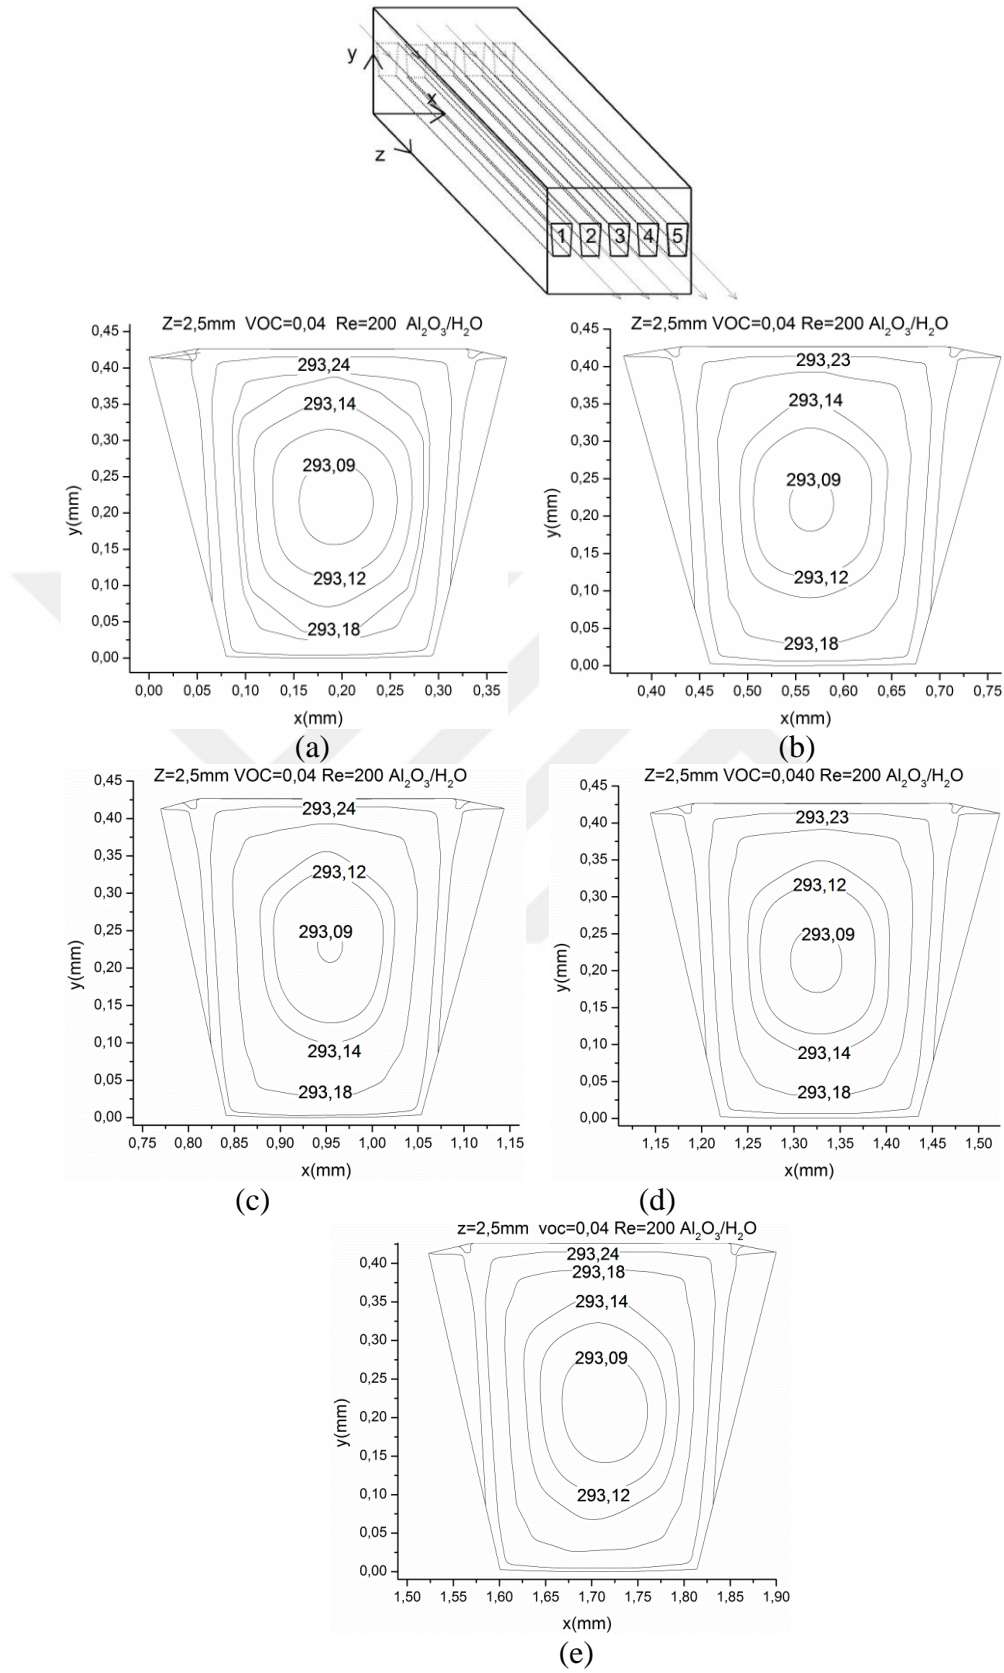 y
x
z
1 2 3 4 5
Z=2,5mm VOC=0,04 Re=200 Al₂O₃/H₂O
0,45
0,40
0,35
0,30
0,25
0,20
0,15
0,10
0,05
0,00
y(mm)
293,24
293,14
293,09
293,12
293,18
0,00 0,05 0,10 0,15 0,20 0,25 0,30 0,35
x(mm)
(a)
Z=2,5mm VOC=0,04 Re=200 Al₂O₃/H₂O
0,45
0,40
0,35
0,30
0,25
0,20
0,15
0,10
0,05
0,00
y(mm)
293,23
293,14
293,09
293,12
293,18
0,40 0,45 0,50 0,55 0,60 0,65 0,70 0,75
x(mm)
(b)
Z=2,5mm VOC=0,04 Re=200 Al₂O₃/H₂O
0,45
0,40
0,35
0,30
0,25
0,20
0,15
0,10
0,05
0,00
y(mm)
293,24
293,12
293,09
293,14
293,18
0,75 0,80 0,85 0,90 0,95 1,00 1,05 1,10 1,15
x(mm)
(c)
Z=2,5mm VOC=0,040 Re=200 Al₂O₃/H₂O
0,45
0,40
0,35
0,30
0,25
0,20
0,15
0,10
0,05
0,00
y(mm)
293,23
293,12
293,09
293,14
293,18
1,15 1,20 1,25 1,30 1,35 1,40 1,45 1,50
x(mm)
(d)
z=2,5mm voc=0,04 Re=200 Al₂O₃/H₂O
0,40
0,35
0,30
0,25
0,20
0,15
0,10
0,05
0,00
y(mm)
293,24
293,18
293,14
293,09
293,12
1,50 1,55 1,60 1,65 1,70 1,75 1,80 1,85 1,90
x(mm)
(e)